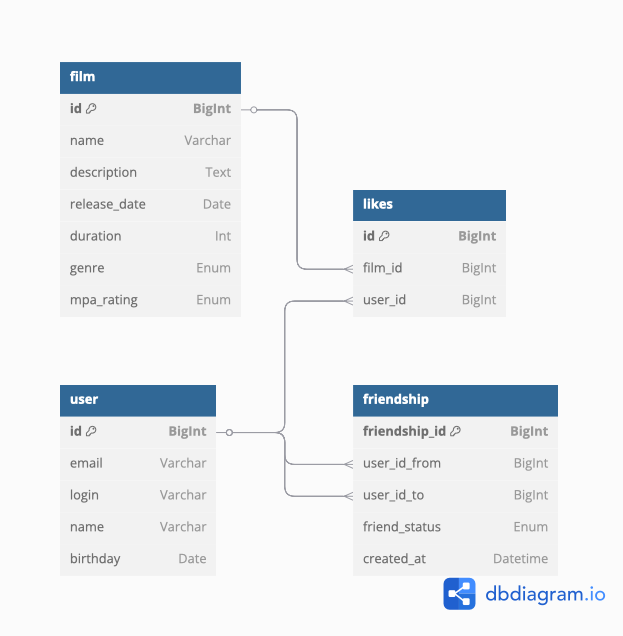 film
id BigInt
name Varchar
description Text
release_date Date
duration Int
genre Enum
mpa_rating Enum
likes
id BigInt
film_id BigInt
user_id BigInt
user
id BigInt
email Varchar
login Varchar
name Varchar
birthday Date
friendship
friendship_id BigInt
user_id_from BigInt
user_id_to BigInt
friend_status Enum
created_at Datetime
dbdiagram.io